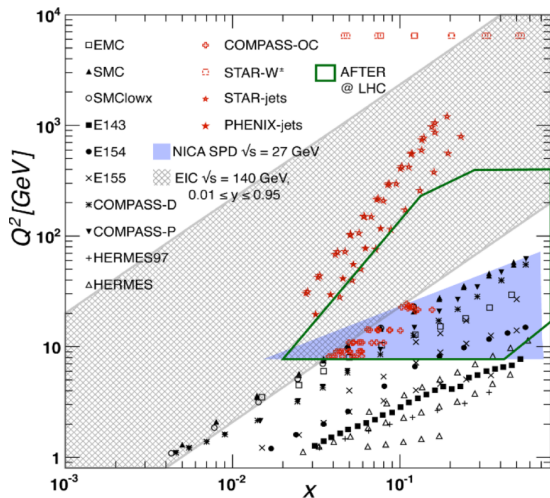 EMC
SMC
SMClowx
E143
E154
E155
COMPASS-D
COMPASS-P
HERMES97
HERMES
COMPASS-OC
STAR-W±
STAR-jets
PHENIX-jets
AFTER
@ LHC
NICA SPD √s = 27 GeV
EIC √s = 140 GeV,
0.01 ≤ y ≤ 0.95
Q² [GeV]
10⁴
10³
10²
10
1
10⁻³
10⁻²
10⁻¹
x